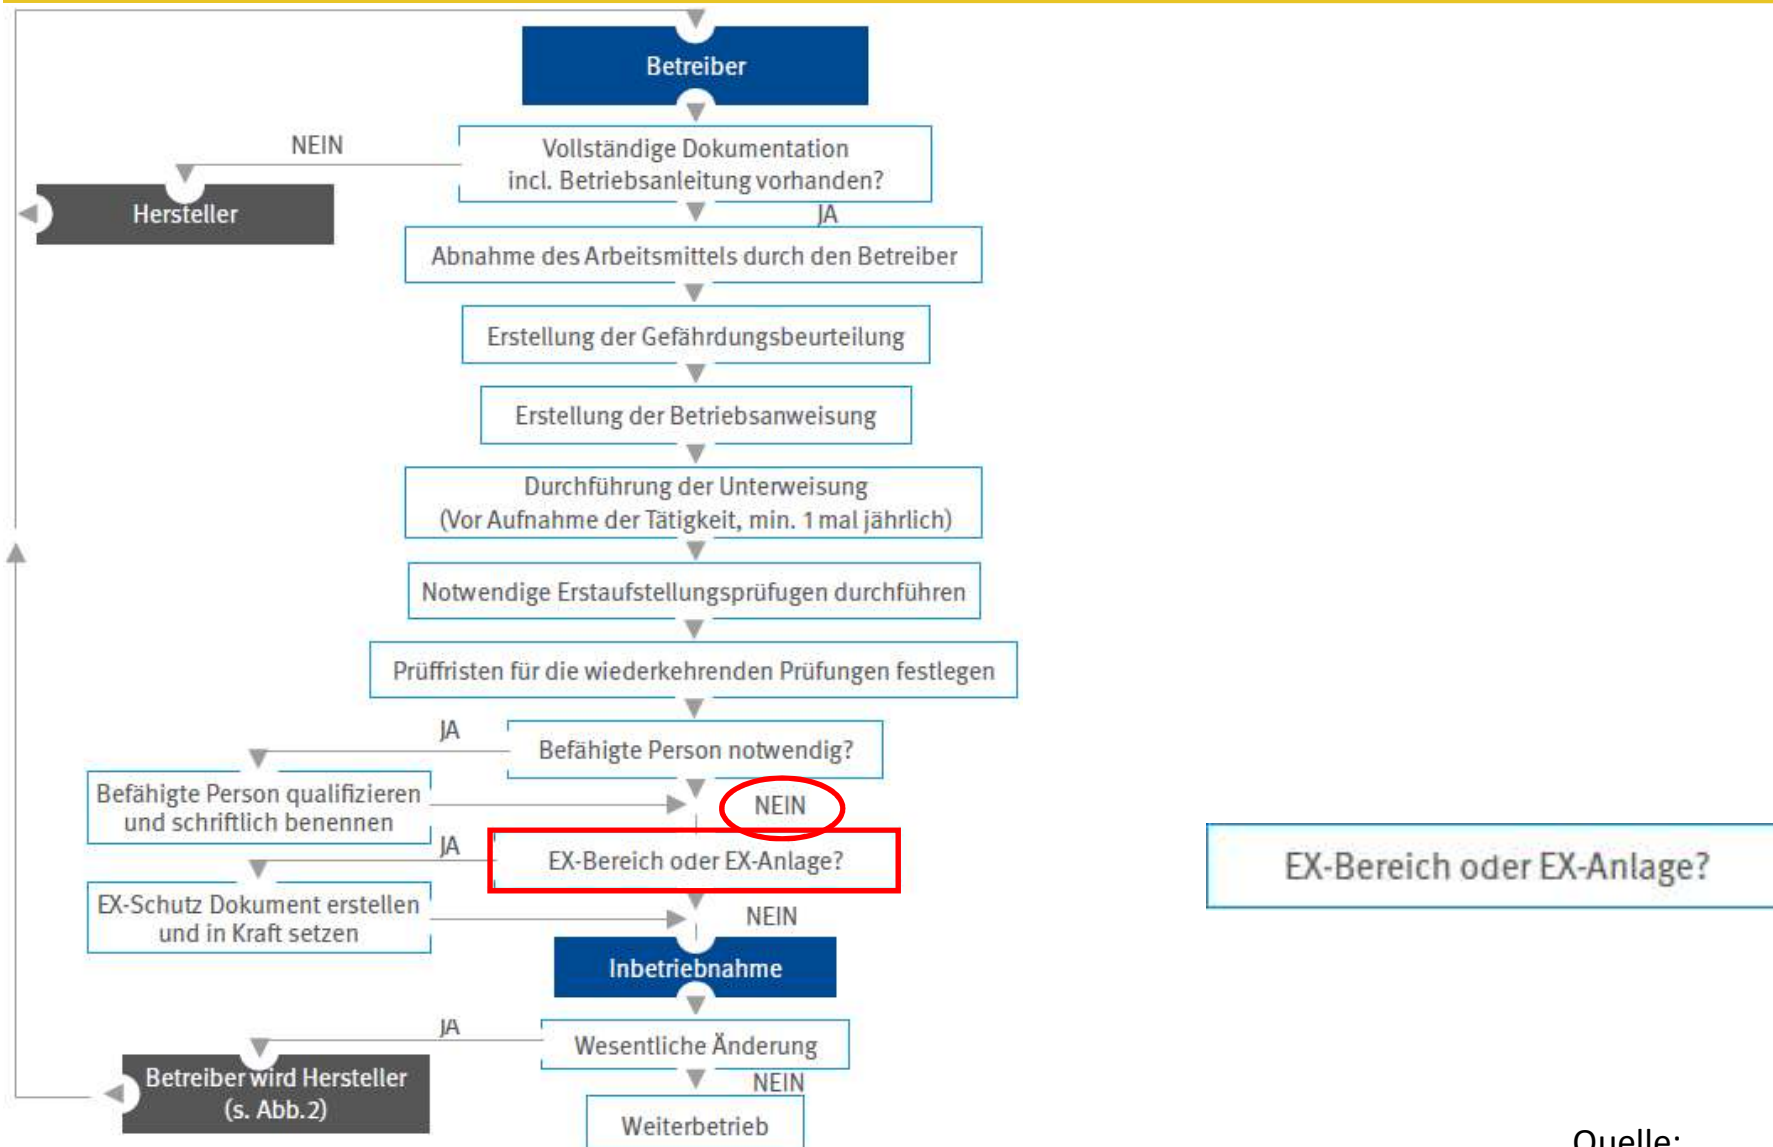 Betreiber
NEIN
Vollständige Dokumentation
incl. Betriebsanleitung vorhanden?
Hersteller
JA
Abnahme des Arbeitsmittels durch den Betreiber
Erstellung der Gefährdungsbeurteilung
Erstellung der Betriebsanweisung
Durchführung der Unterweisung
(Vor Aufnahme der Tätigkeit, min. 1 mal jährlich)
Notwendige Erstaufstellungsprüfugen durchführen
Prüffristen für die wiederkehrenden Prüfungen festlegen
JA
Befähigte Person notwendig?
Befähigte Person qualifizieren
und schriftlich benennen
NEIN
JA
EX-Bereich oder EX-Anlage?
EX-Bereich oder EX-Anlage?
EX-Schutz Dokument erstellen
und in Kraft setzen
NEIN
Inbetriebnahme
JA
Wesentliche Änderung
Betreiber wird Hersteller
(s. Abb.2)
NEIN
Weiterbetrieb
Quelle: